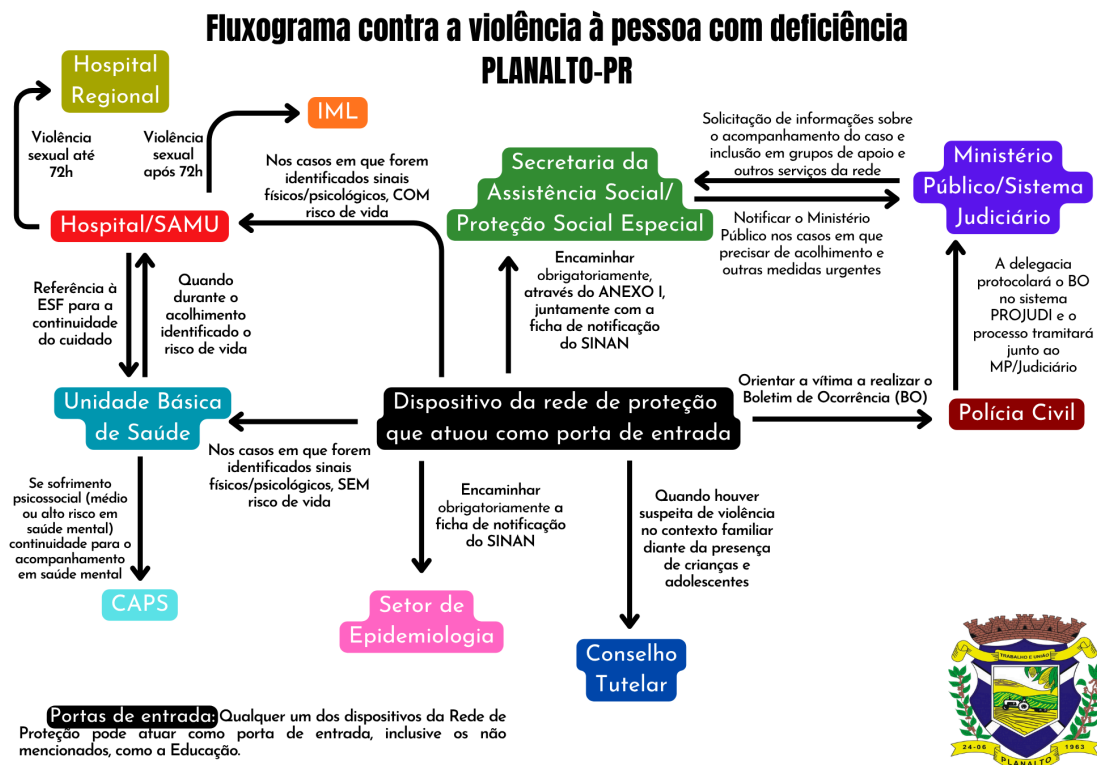 Fluxograma contra a violência à pessoa com deficiência
PLANALTO-PR
Hospital
Regional
IML
Violência
sexual até
72h
Violência
sexual
após 72h
Nos casos em que forem
identificados sinais
físicos/psicológicos, COM
risco de vida
Secretaria da
Assistência Social/
Proteção Social Especial
Solicitação de informações sobre
o acompanhamento do caso e
inclusão em grupos de apoio e
outros serviços da rede
Ministério
Público/Sistema
Judiciário
Hospital/SAMU
Notificar o Ministério
Público nos casos em que
precisar de acolhimento e
outras medidas urgentes
Referência à
ESF para a
continuidade
do cuidado
Quando
durante o
acolhimento
identificado o
risco de vida
Encaminhar
obrigatoriamente,
através do ANEXO I,
juntamente com a
ficha de notificação
do SINAN
A delegacia
protocolará o BO
no sistema
PROJUDI e o
processo tramitará
junto ao
MP/Judiciário
Unidade Básica
de Saúde
Dispositivo da rede de proteção
que atuou como porta de entrada
Orientar a vítima a realizar o
Boletim de Ocorrência (BO)
Polícia Civil
Nos casos em que forem
identificados sinais
físicos/psicológicos, SEM
risco de vida
Se sofrimento
psicossocial (médio
ou alto risco em
saúde mental)
continuidade para o
acompanhamento
em saúde mental
Encaminhar
obrigatoriamente a
ficha de notificação
do SINAN
Quando houver
suspeita de violência
no contexto familiar
diante da presença
de crianças e
adolescentes
CAPS
Setor de
Epidemiologia
Conselho
Tutelar
Portas de entrada: Qualquer um dos dispositivos da Rede de
Proteção pode atuar como porta de entrada, inclusive os não
mencionados, como a Educação.
TRABALHO E UNIÃO
24-06
1963
PLANALTO